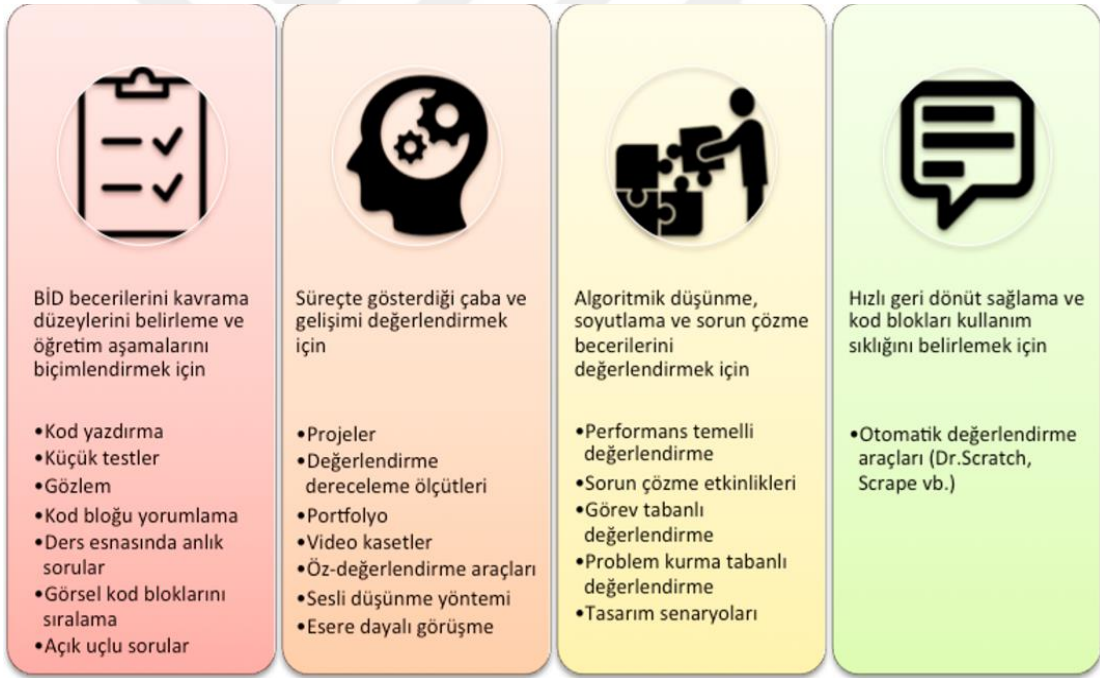 BİD becerilerini kavrama
düzeylerini belirleme ve
öğretim aşamalarını
biçimlendirmek için
•Kod yazdırma
•Küçük testler
•Gözlem
•Kod bloğu yorumlama
•Ders esnasında anlık
sorular
•Görsel kod bloklarını
sıralama
•Açık uçlu sorular
Süreçte gösterdiği çaba ve
gelişimi değerlendirmek
için
•Projeler
•Değerlendirme
dereceleme ölçütleri
•Portfolyo
•Video kasetler
•Öz-değerlendirme araçları
•Sesli düşünme yöntemi
•Esere dayalı görüşme
Algoritmik düşünme,
soyutlama ve sorun çözme
becerilerini
değerlendirmek için
•Performans temelli
değerlendirme
•Sorun çözme etkinlikleri
•Görev tabanlı
değerlendirme
•Problem kurma tabanlı
değerlendirme
•Tasarım senaryoları
Hızlı geri dönüt sağlama ve
kod blokları kullanım
sıklığını belirlemek için
•Otomatik değerlendirme
araçları (Dr.Scratch,
Scrape vb.)